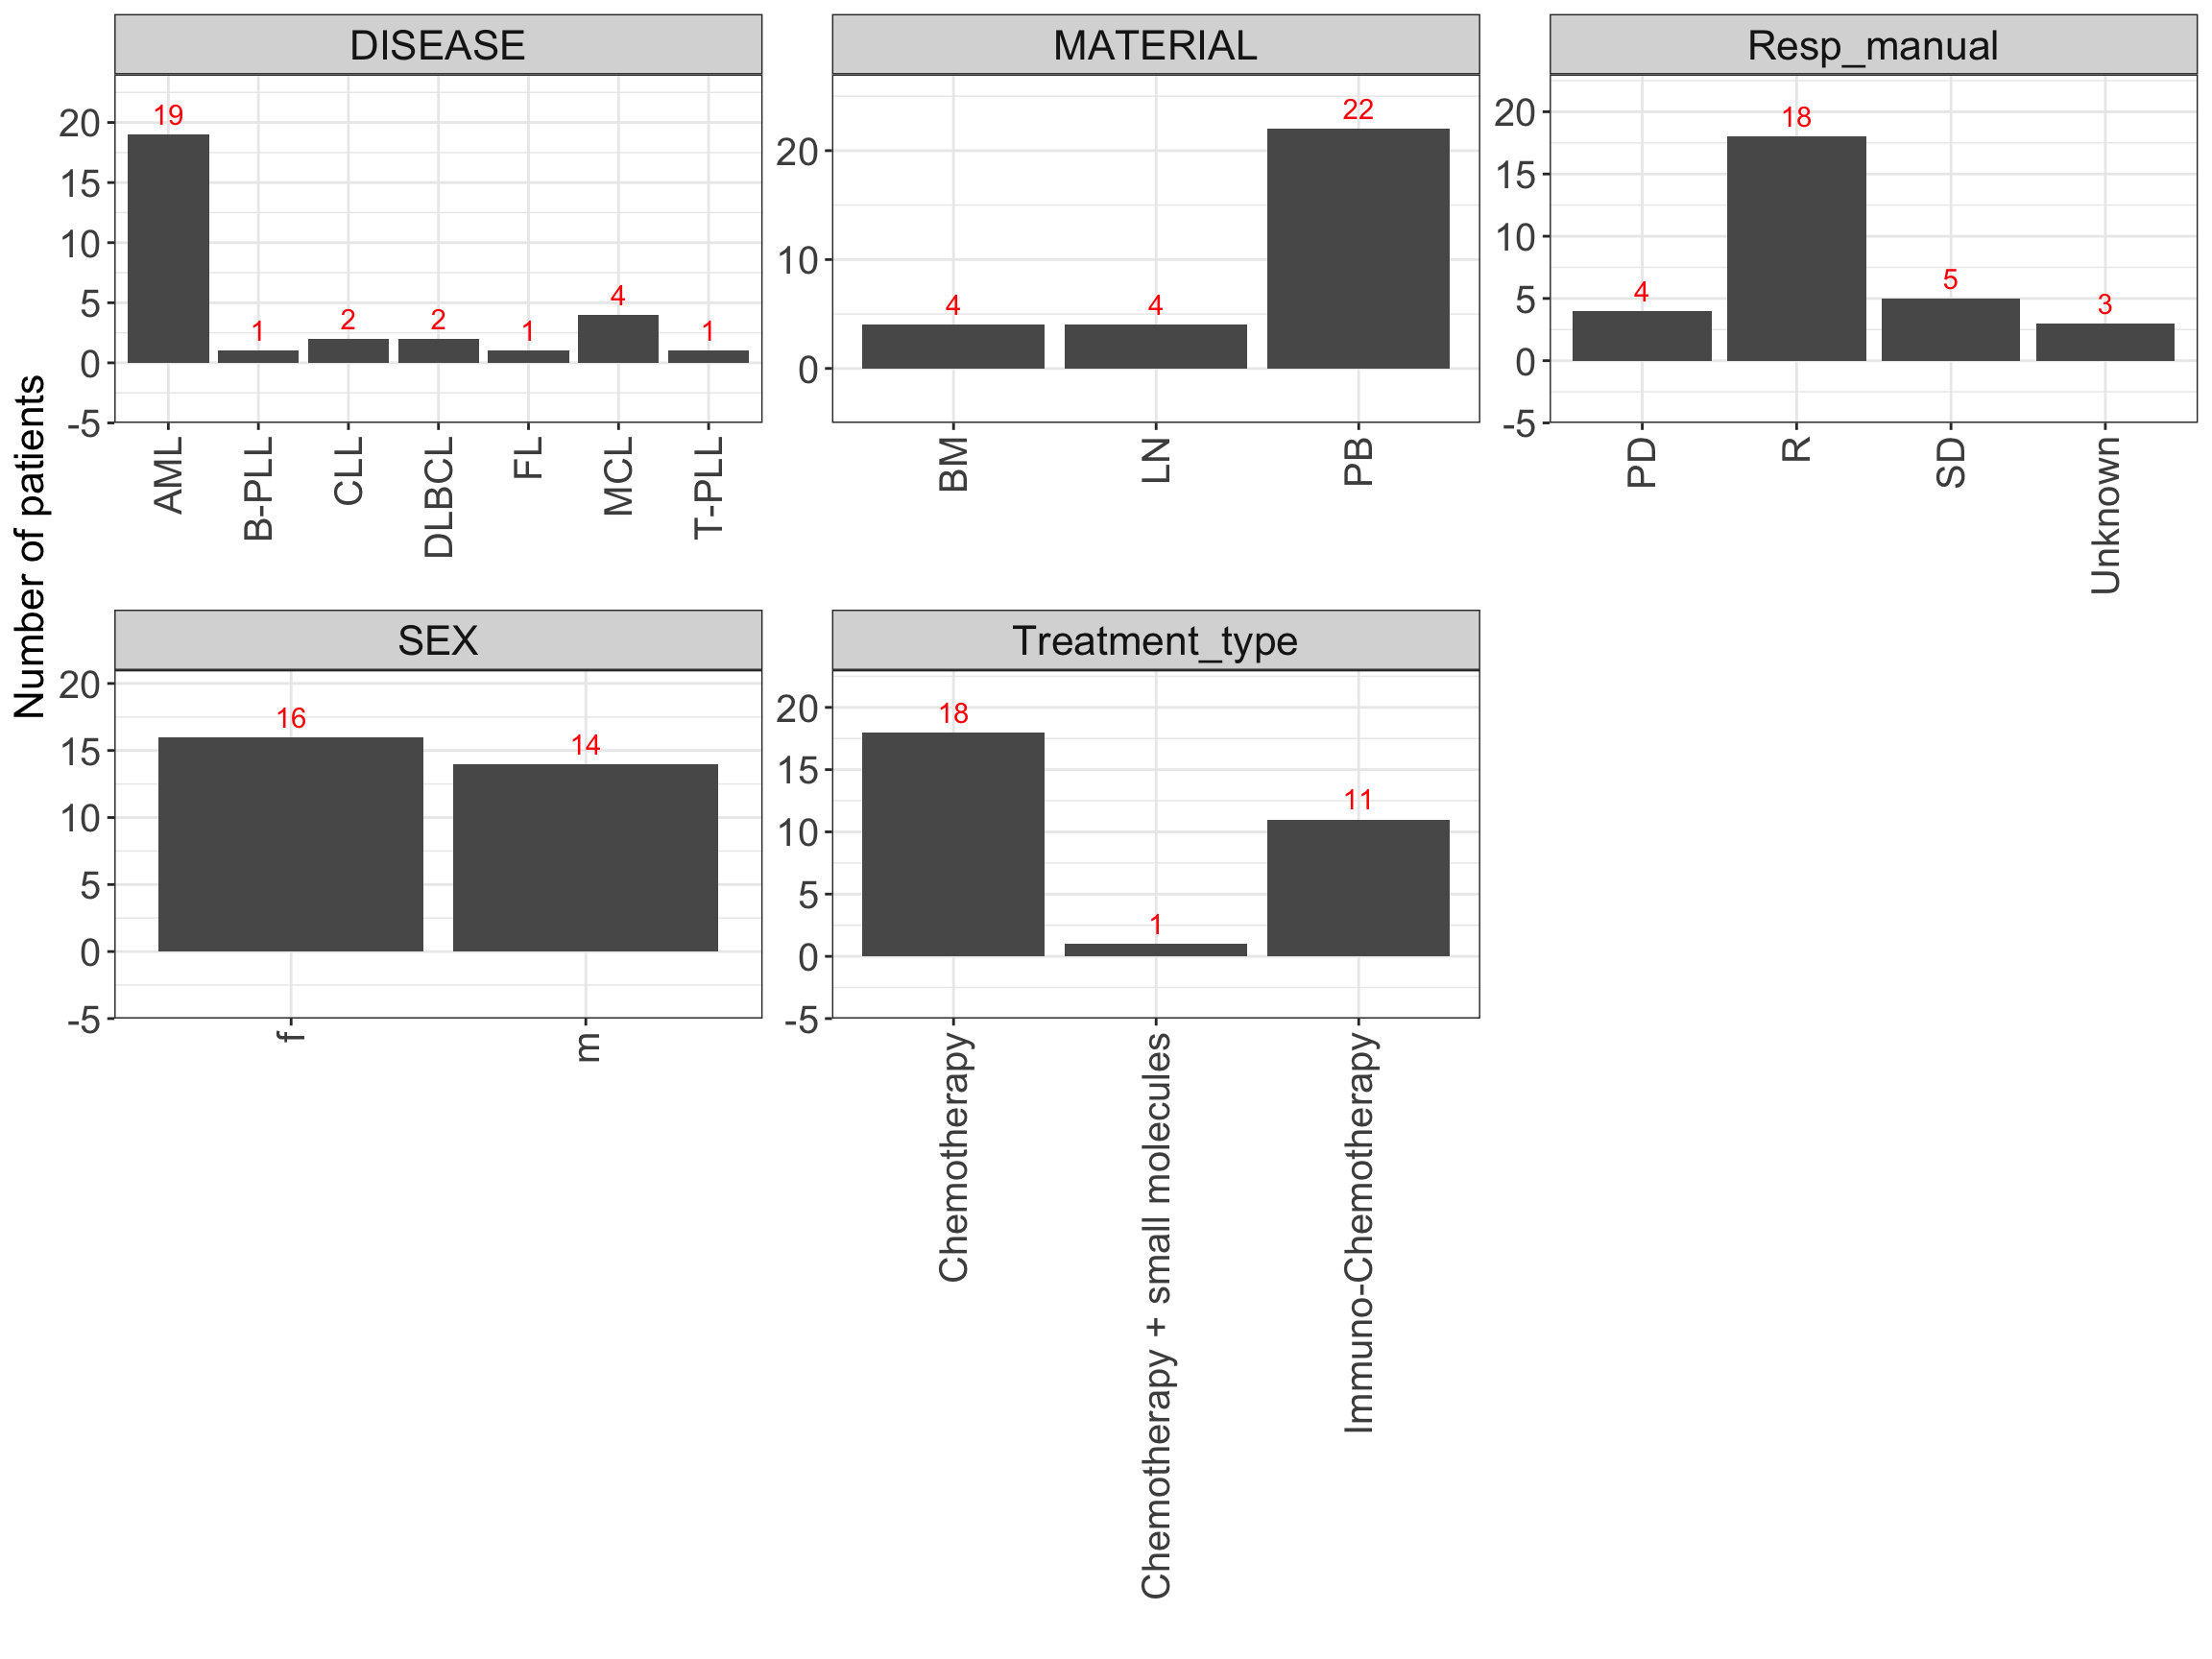 DISEASE
MATERIAL
Resp_manual
Number of patients
20
15
10
5
0
-5
19
1
2
2
1
4
1
AML
B-PLL
CLL
DLBCL
FL
MCL
T-PLL
20
10
0
4
4
22
BM
LN
PB
20
15
10
5
0
-5
4
18
5
3
PD
R
SD
Unknown
SEX
Treatment_type
20
15
10
5
0
-5
16
14
f
m
20
15
10
5
0
-5
18
1
11
Chemotherapy
Chemotherapy + small molecules
Immuno-Chemotherapy